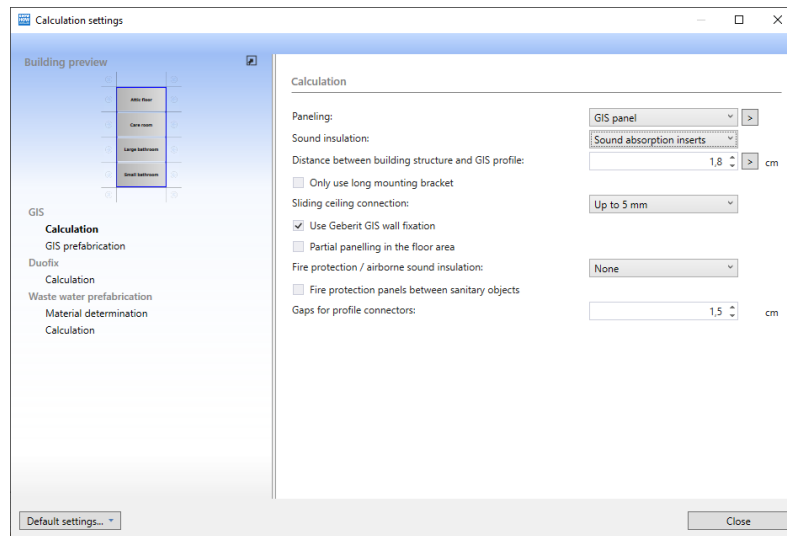 Calculation settings
Building preview
Attic floor
Care room
Large bathroom
Small bathroom
GIS
Calculation
GIS prefabrication
Duofix
Calculation
Waste water prefabrication
Material determination
Calculation
Calculation
Paneling: GIS panel >
Sound insulation: Sound absorption inserts
Distance between building structure and GIS profile: 1,8 > cm
Only use long mounting bracket
Sliding ceiling connection: Up to 5 mm
Use Geberit GIS wall fixation
Partial panelling in the floor area
Fire protection / airborne sound insulation: None
Fire protection panels between sanitary objects
Gaps for profile connectors: 1,5 cm
Default settings...
Close